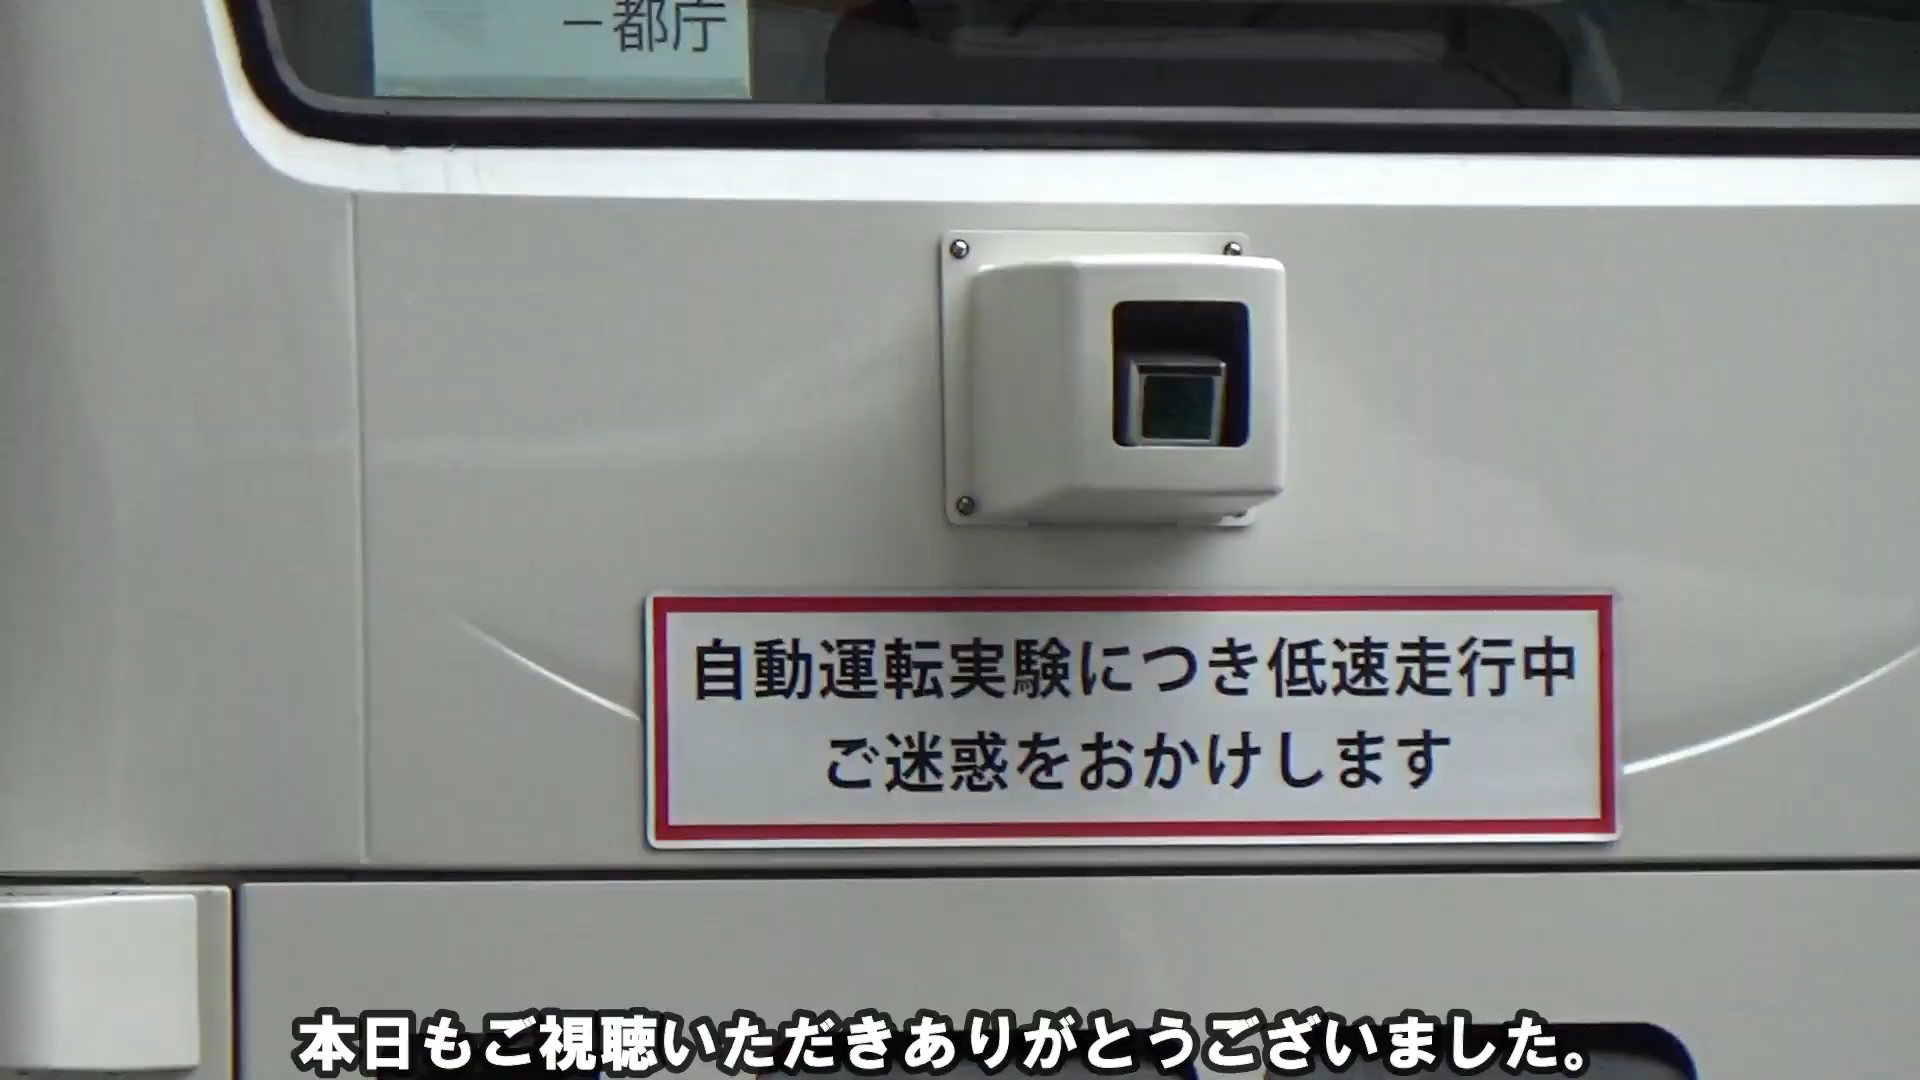 ー都庁
自動運転実験につき低速走行中
ご迷惑をおかけします
本日もご視聴いただきありがとうございました。